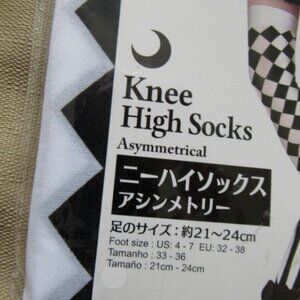 Knee
High Socks
Asymmetrical
ニーハイソックス
アシンメトリー
足のサイズ：約21～24cm
Foot size : US: 4 - 7 EU: 32 - 38
Tamanho : 33 - 36
Tamaño : 21cm - 24cm